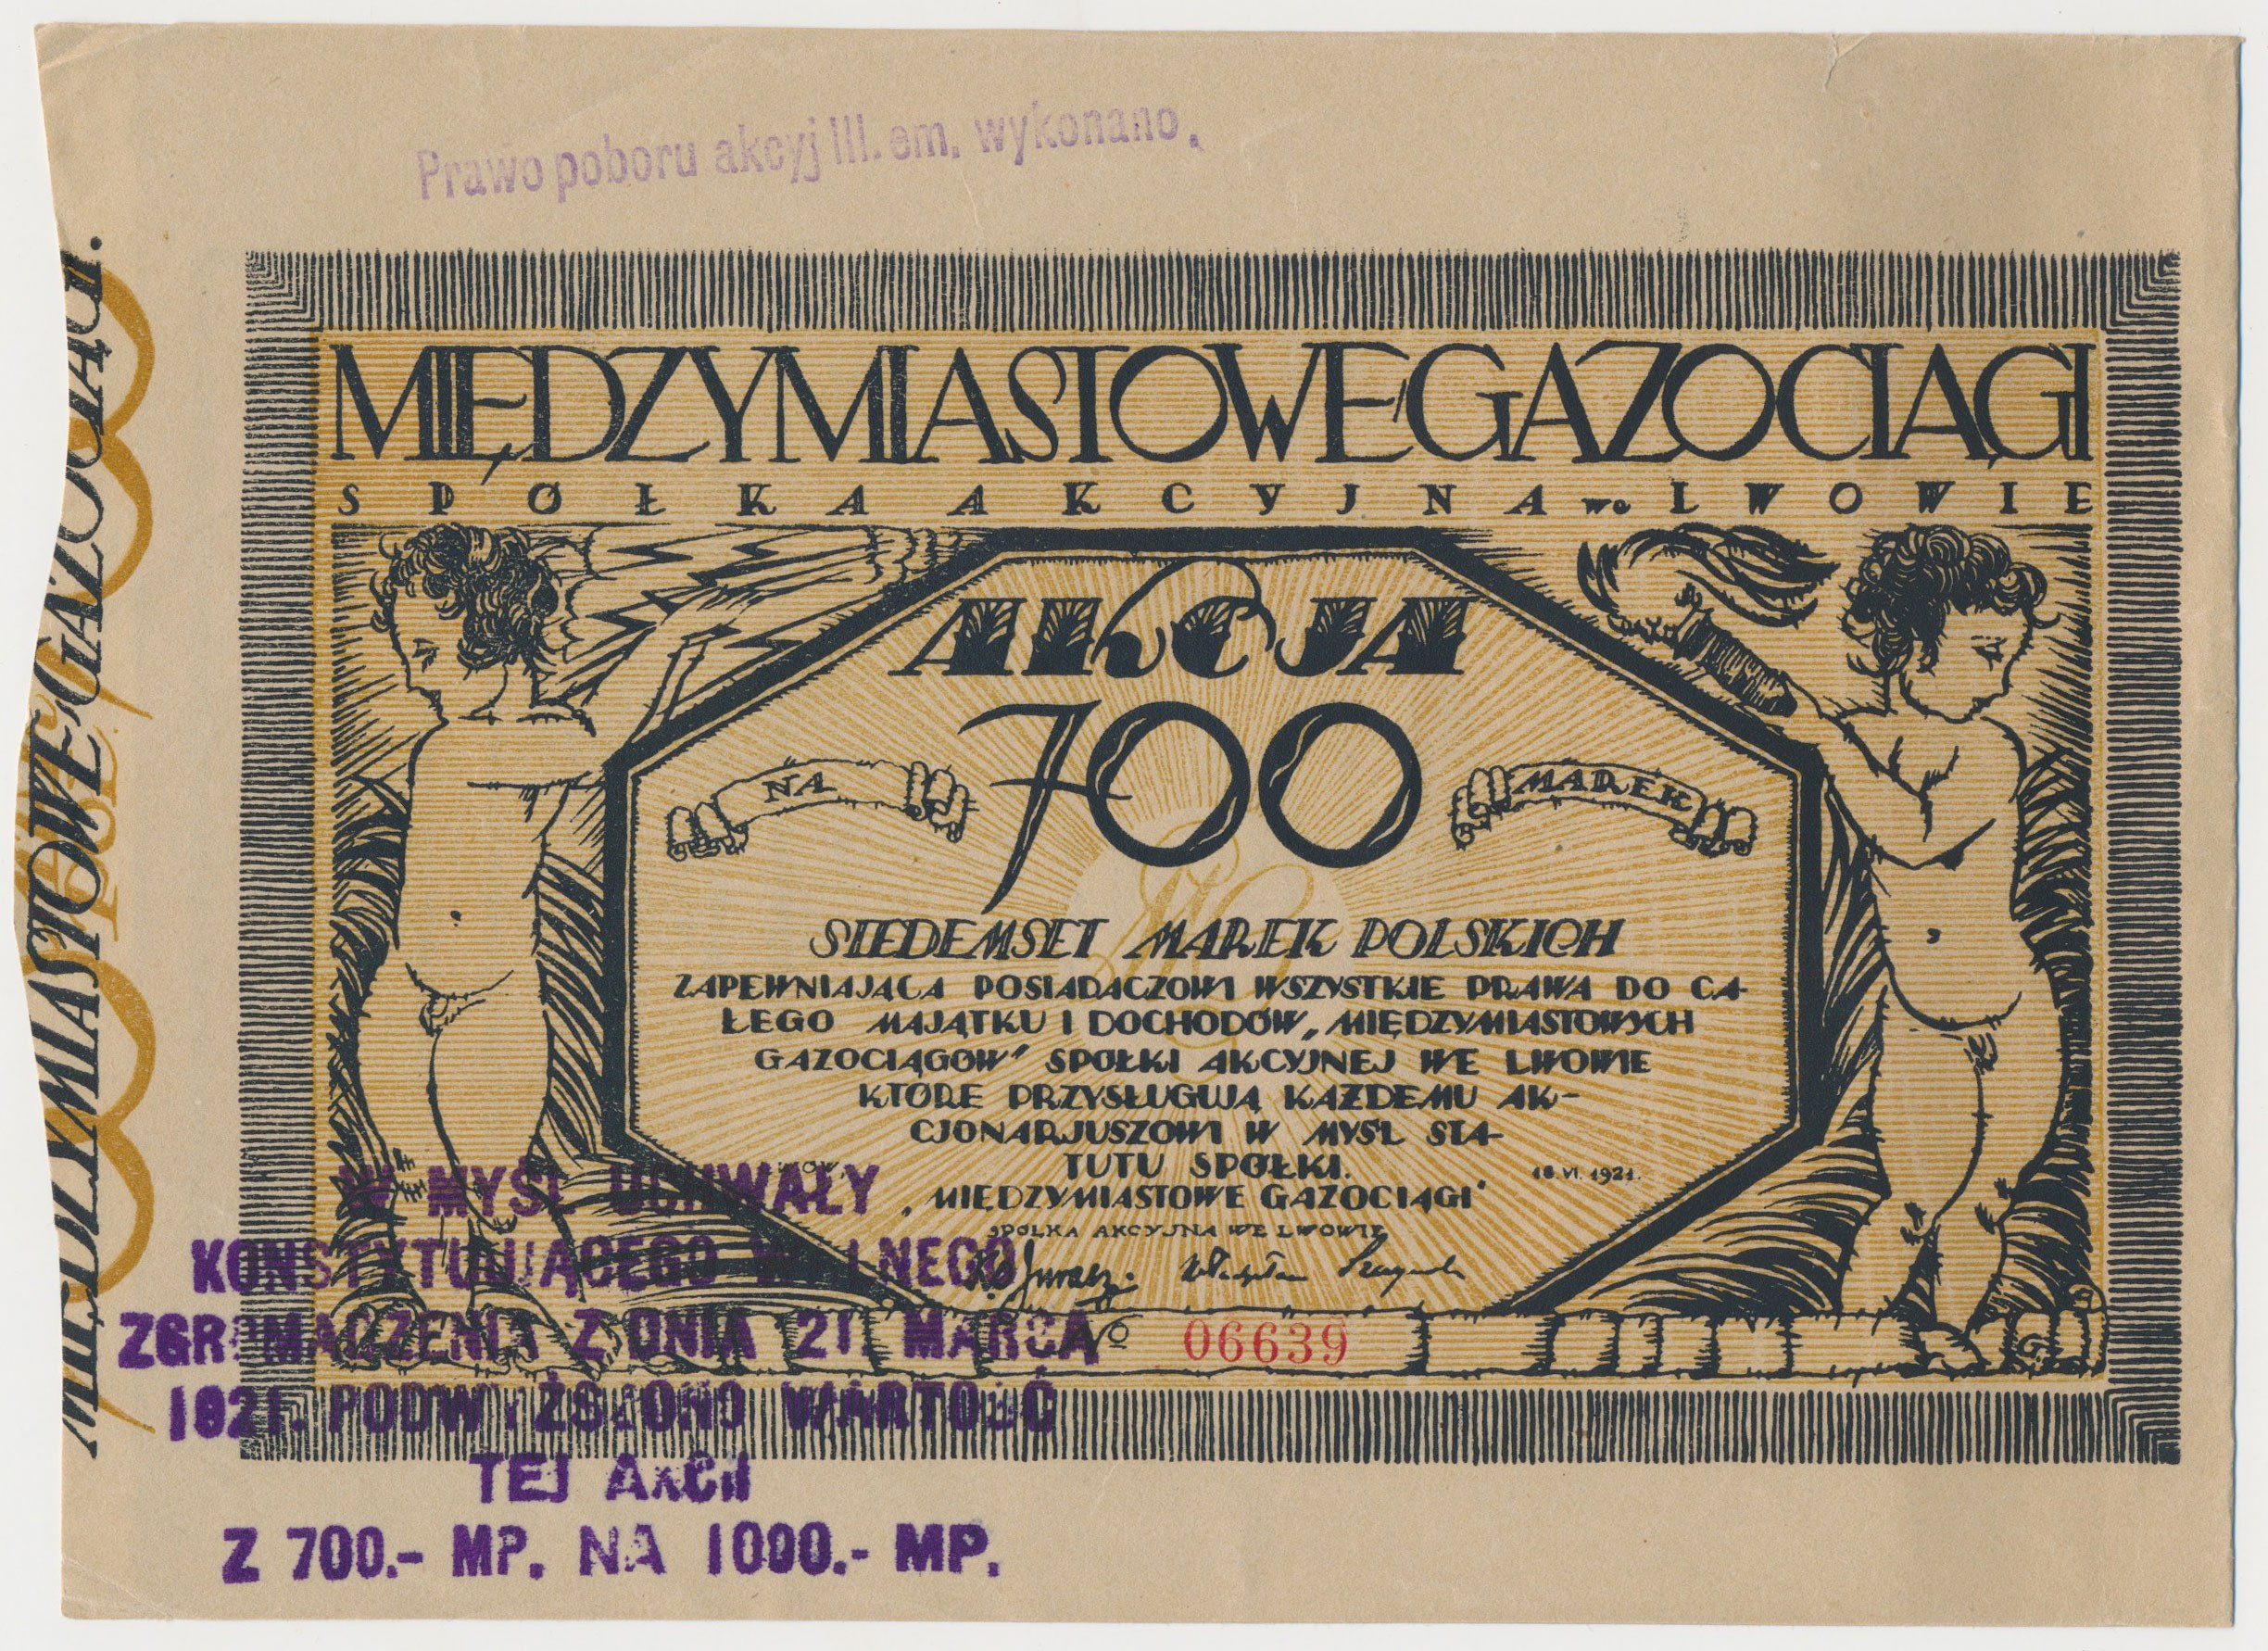 Prawo poboru akcyj III. em. wykonano.
MIĘDZYMIASTOWE GAZOCIĄGI.
MIĘDZYMIASTOWE GAZOCIĄGI
SPÓŁKA AKCYJNA we LWOWIE
AKCJA
NA 700 MAREK
SIEDEMSET MAREK POLSKICH
ZAPEWNIAJĄCA POSIADACZOWI WSZYSTKIE PRAWA DO CA-
ŁEGO MAJĄTKU I DOCHODÓW „MIĘDZYMIASTOWYCH
GAZOCIĄGÓW" SPÓŁKI AKCYJNEJ WE LWOWIE
KTÓRE PRZYSŁUGUJĄ KAŻDEMU AK-
CJONARJUSZOWI W MYŚL STA-
TUTU SPÓŁKI.
LWÓW 18.VI.1921.
„MIĘDZYMIASTOWE GAZOCIĄGI"
SPÓŁKA AKCYJNA WE LWOWIE
№ 06639
W MYŚL UCHWAŁY
KONSTYTUUJĄCEGO WALNEGO
ZGROMADZENIA Z DNIA 21. MARCA
1921. PODWYŻSZONO WARTOŚĆ
TEJ AKCJI
Z 700.- MP. NA 1000.- MP.